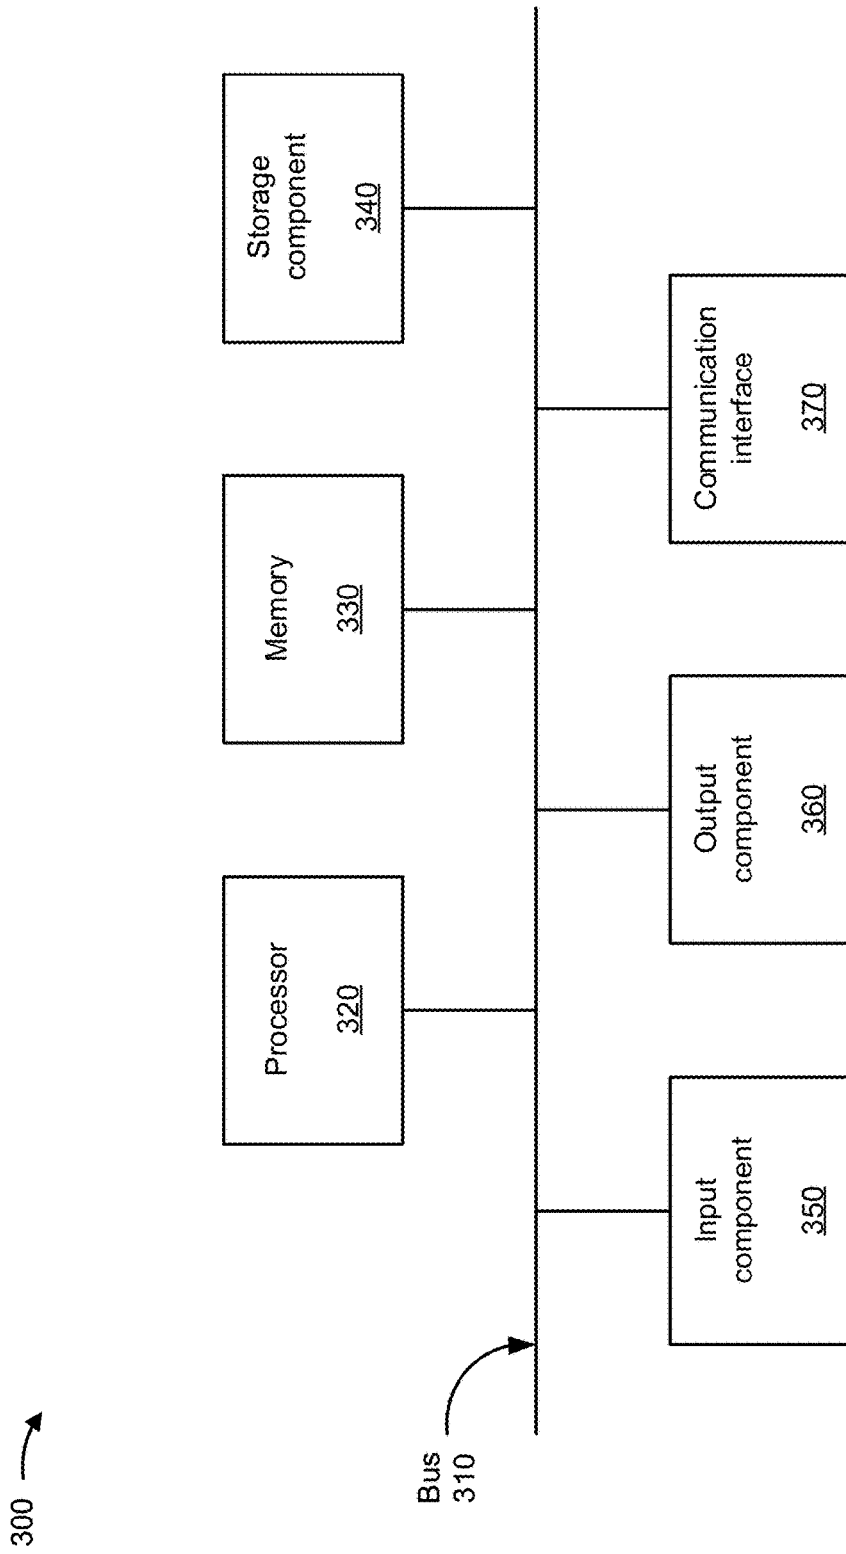 300
Processor
320
Memory
330
Storage
component
340
Bus
310
Input
component
350
Output
component
360
Communication
interface
370